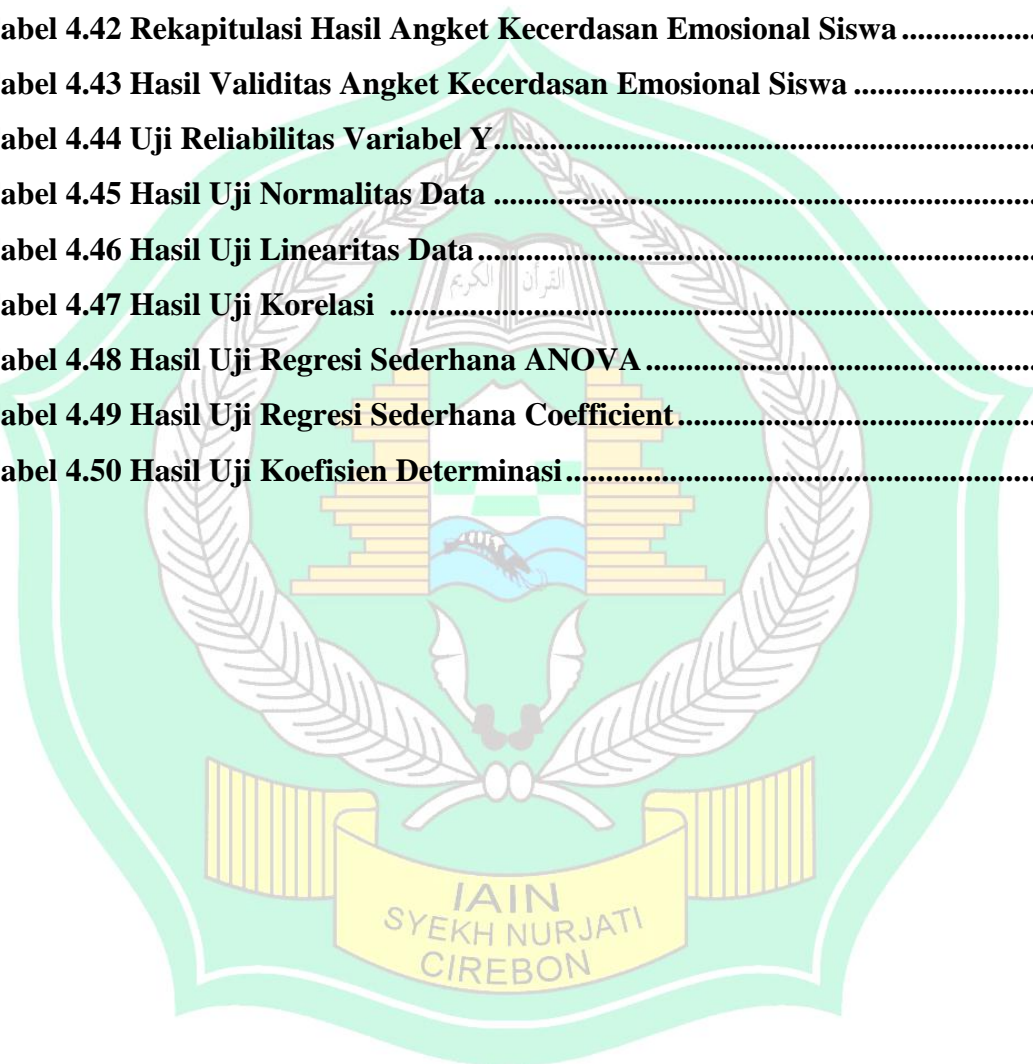 abel 4.42 Rekapitulasi Hasil Angket Kecerdasan Emosional Siswa .................
abel 4.43 Hasil Validitas Angket Kecerdasan Emosional Siswa .......................
abel 4.44 Uji Reliabilitas Variabel Y....................................................................
abel 4.45 Hasil Uji Normalitas Data ....................................................................
abel 4.46 Hasil Uji Linearitas Data......................................................................
abel 4.47 Hasil Uji Korelasi .................................................................................
abel 4.48 Hasil Uji Regresi Sederhana ANOVA .................................................
abel 4.49 Hasil Uji Regresi Sederhana Coefficient.............................................
abel 4.50 Hasil Uji Koefisien Determinasi...........................................................
القرآن الكريم
IAIN
SYEKH NURJATI
CIREBON